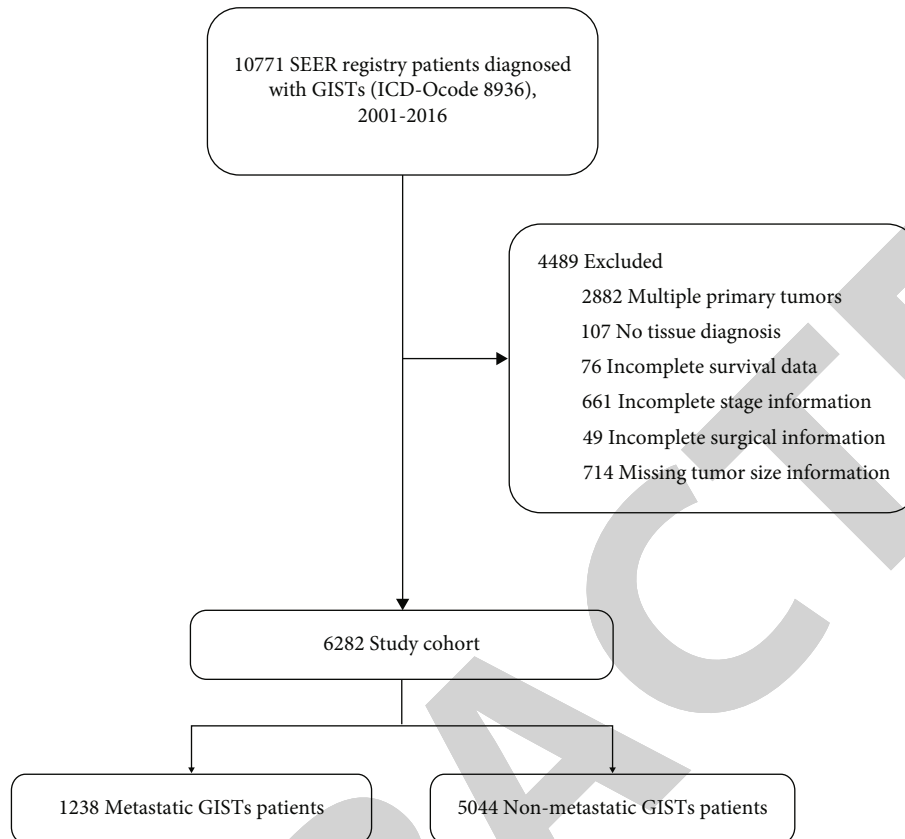 10771 SEER registry patients diagnosed
with GISTs (ICD-Ocode 8936),
2001-2016
4489 Excluded
2882 Multiple primary tumors
107 No tissue diagnosis
76 Incomplete survival data
661 Incomplete stage information
49 Incomplete surgical information
714 Missing tumor size information
6282 Study cohort
1238 Metastatic GISTs patients
5044 Non-metastatic GISTs patients